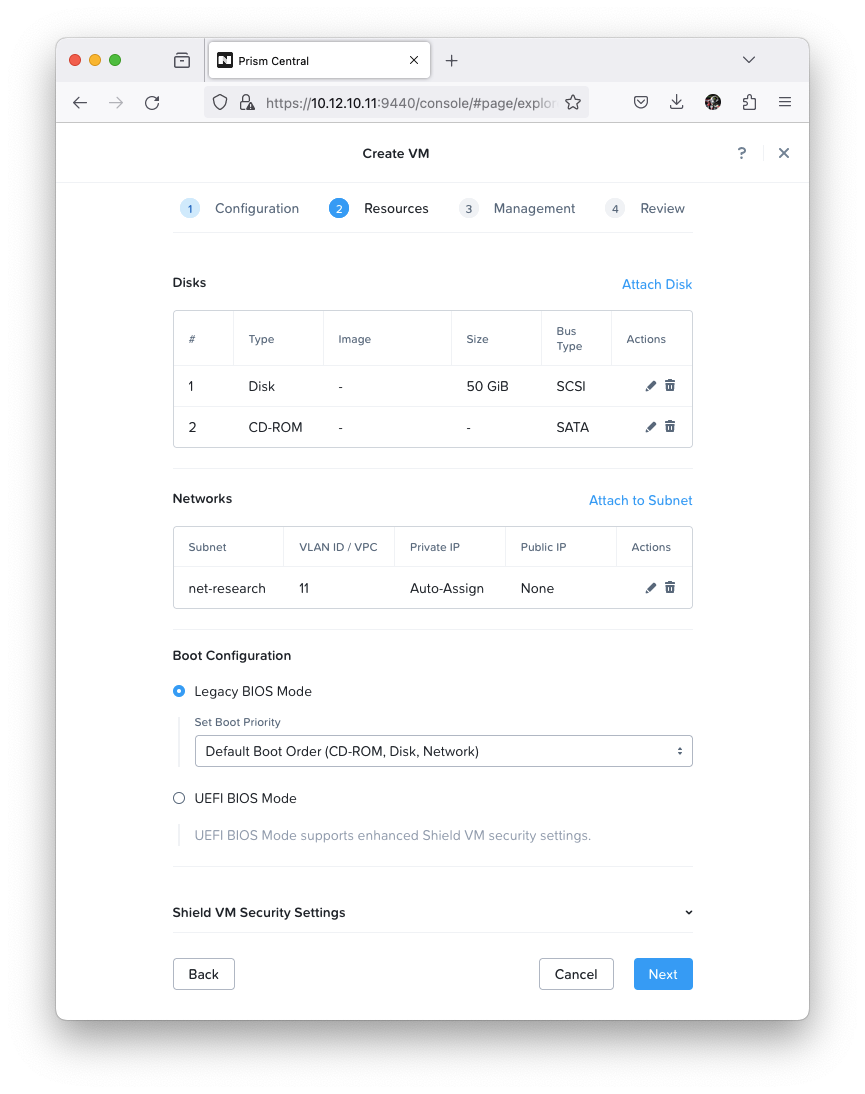 Prism Central
https://10.12.10.11:9440/console/#page/explor
Create VM
?
1 Configuration 2 Resources 3 Management 4 Review
Disks Attach Disk
# Type Image Size Bus Type Actions
1 Disk - 50 GiB SCSI
2 CD-ROM - - SATA
Networks Attach to Subnet
Subnet VLAN ID / VPC Private IP Public IP Actions
net-research 11 Auto-Assign None
Boot Configuration
Legacy BIOS Mode
Set Boot Priority
Default Boot Order (CD-ROM, Disk, Network)
UEFI BIOS Mode
UEFI BIOS Mode supports enhanced Shield VM security settings.
Shield VM Security Settings
Back Cancel Next